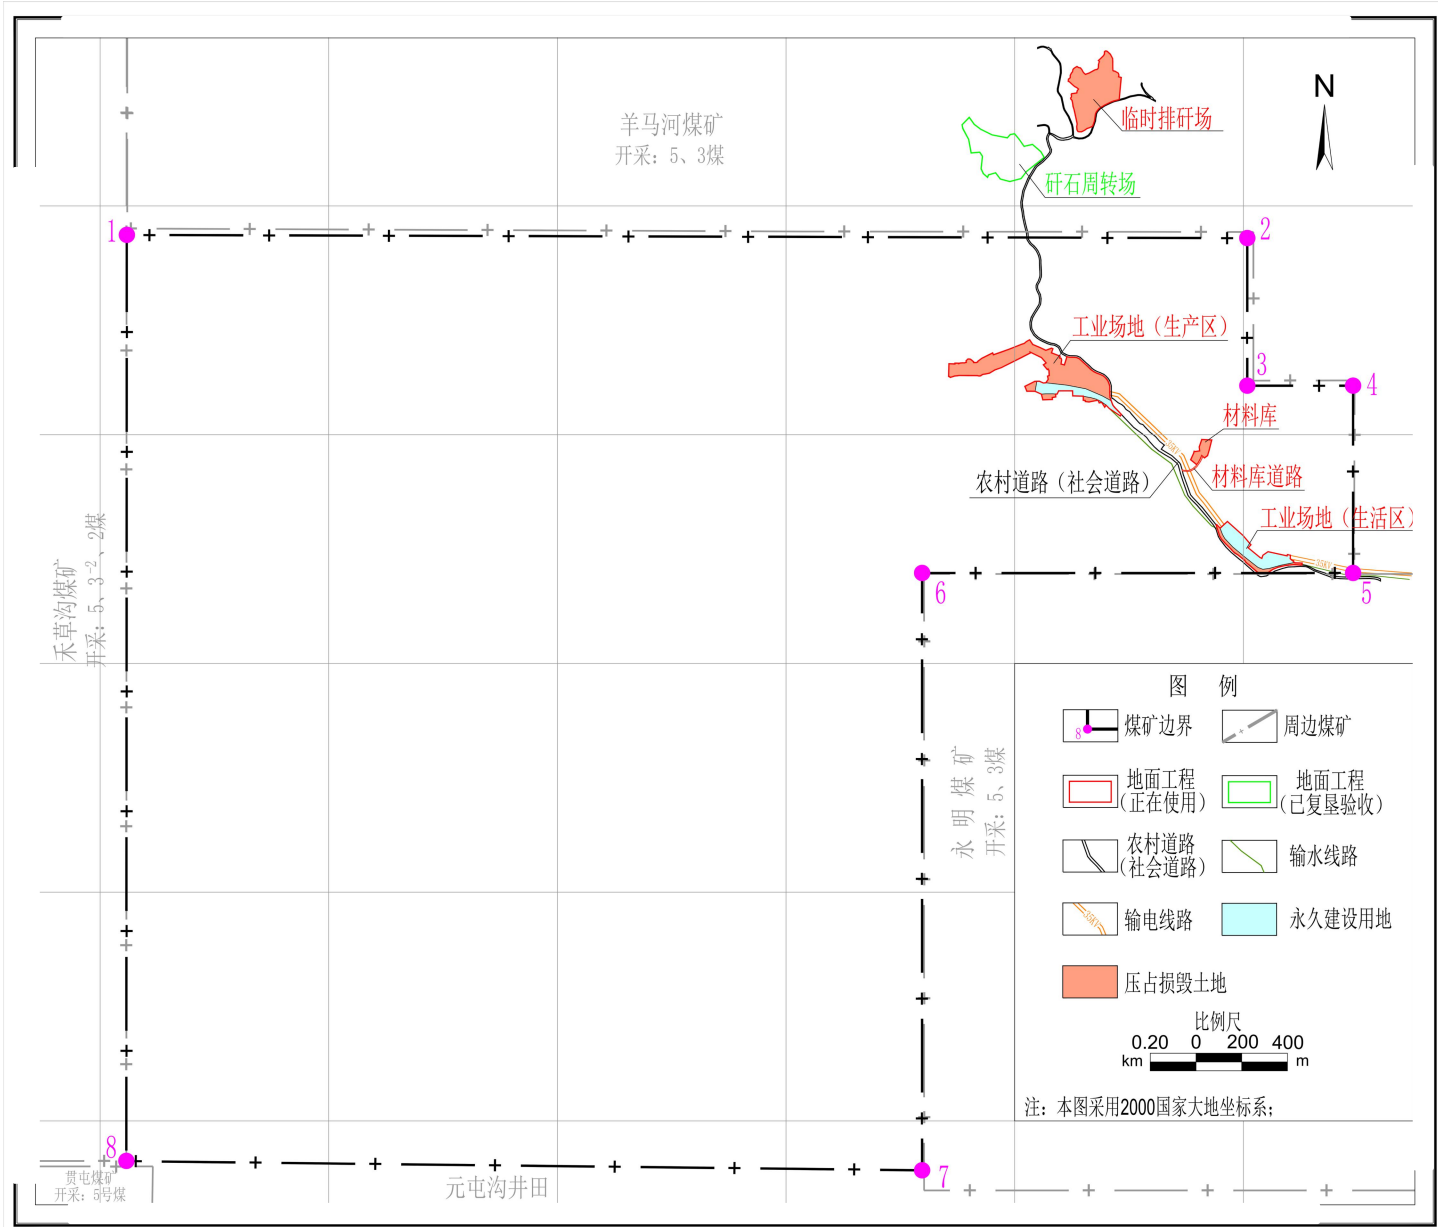 N
羊马河煤矿
开采：5、3煤
临时排矸场
矸石周转场
1
2
工业场地（生产区）
3
4
材料库
材料库道路
农村道路（社会道路）
35KV
工业场地（生活区）
35KV
禾草沟煤矿
开采：5、3⁻²、2煤
6
5
永明煤矿
开采：5、3煤
图 例
8
煤矿边界
周边煤矿
地面工程
(正在使用)
地面工程
(已复垦验收)
农村道路
(社会道路)
输水线路
35KV
输电线路
永久建设用地
压占损毁土地
比例尺
0.20 0 200 400
km m
注：本图采用2000国家大地坐标系；
8
7
贯屯煤矿
开采：5号煤
元屯沟井田